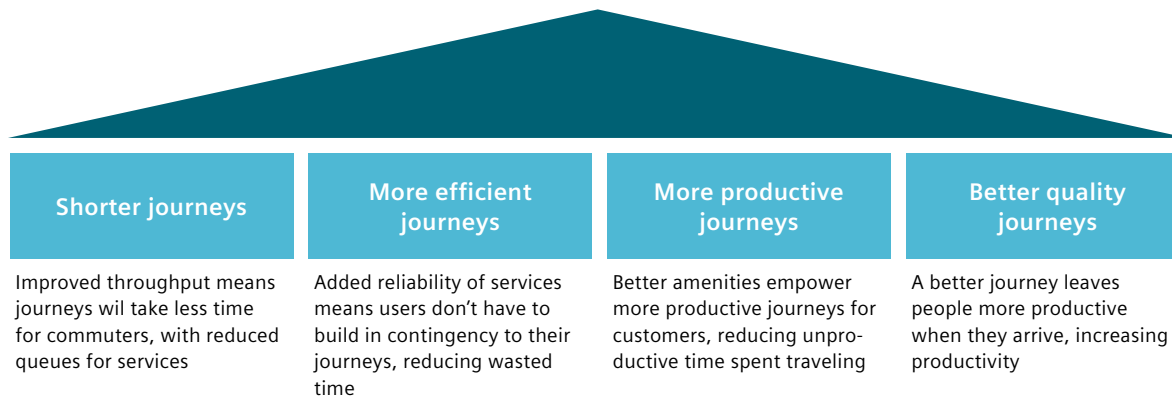 Shorter journeys
Improved throughput means
journeys wil take less time
for commuters, with reduced
queues for services
More efficient
journeys
Added reliability of services
means users don’t have to
build in contingency to their
journeys, reducing wasted
time
More productive
journeys
Better amenities empower
more productive journeys for
customers, reducing unpro-
ductive time spent traveling
Better quality
journeys
A better journey leaves
people more productive
when they arrive, increasing
productivity